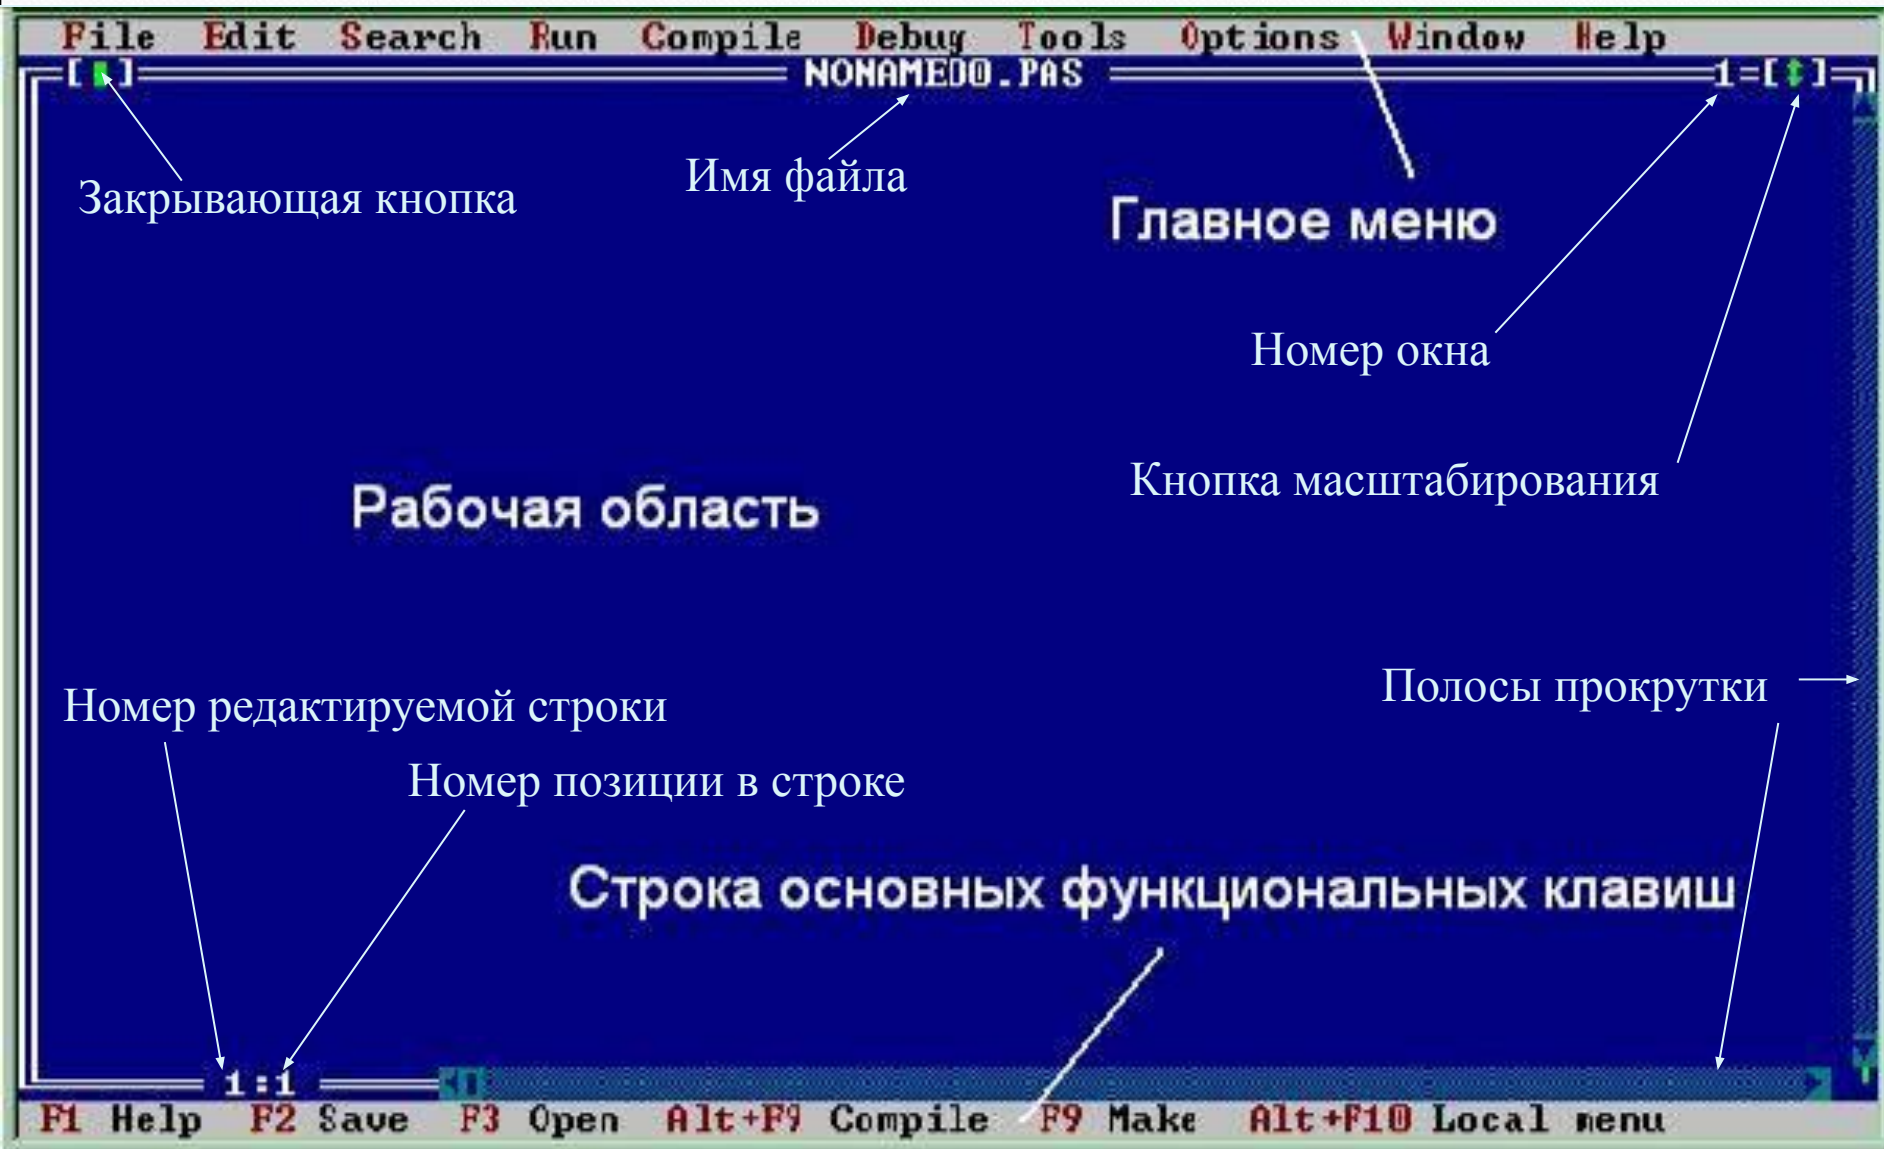 File Edit Search Run Compile Debug Tools Options Window Help
[ ] NONAME00.PAS 1=[↕]
Закрывающая кнопка
Имя файла
Главное меню
Номер окна
Кнопка масштабирования
Рабочая область
Полосы прокрутки
Номер редактируемой строки
Номер позиции в строке
Строка основных функциональных клавиш
1:1
F1 Help F2 Save F3 Open Alt+F9 Compile F9 Make Alt+F10 Local menu